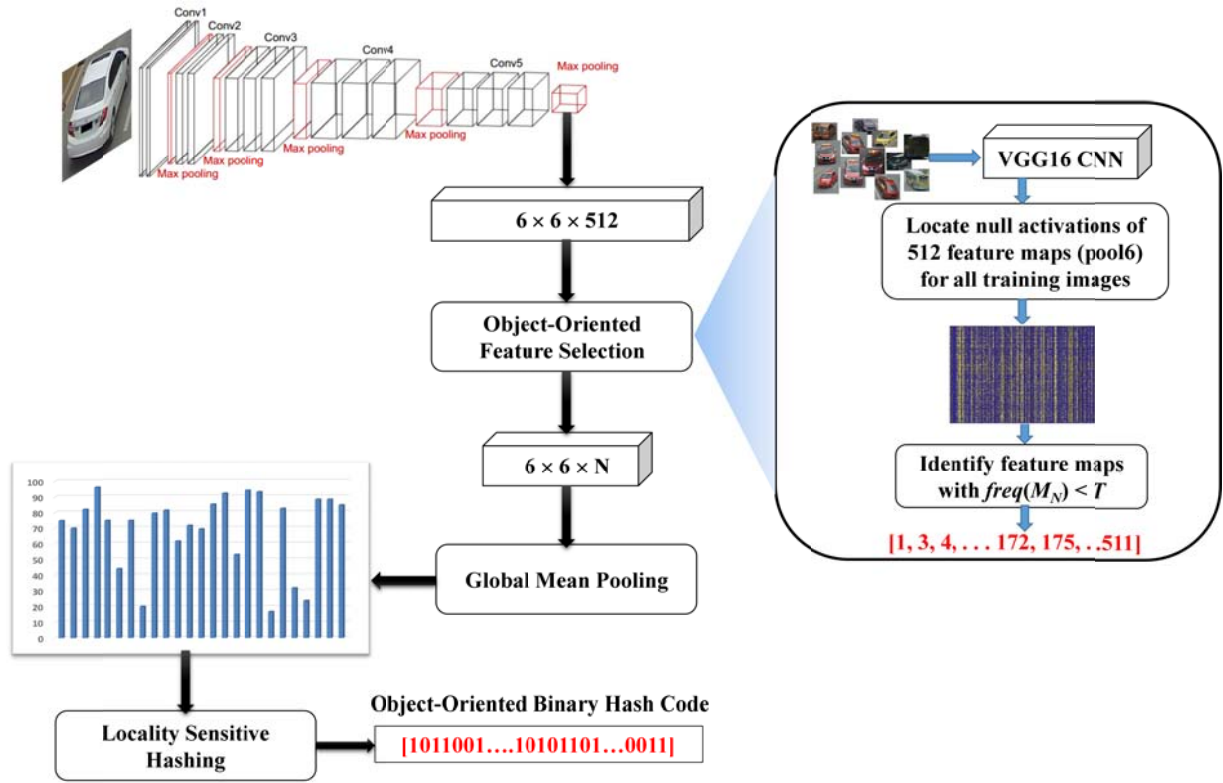 Conv1
Conv2
Conv3
Conv4
Conv5
Max pooling
Max pooling
Max pooling
Max pooling
Max pooling
6 × 6 × 512
Object-Oriented
Feature Selection
6 × 6 × N
Global Mean Pooling
100
90
80
70
60
50
40
30
20
10
0
Locality Sensitive
Hashing
Object-Oriented Binary Hash Code
[1011001....10101101...0011]
VGG16 CNN
Locate null activations of
512 feature maps (pool6)
for all training images
Identify feature maps
with freq(M_N) < T
[1, 3, 4, . . . 172, 175, ..511]